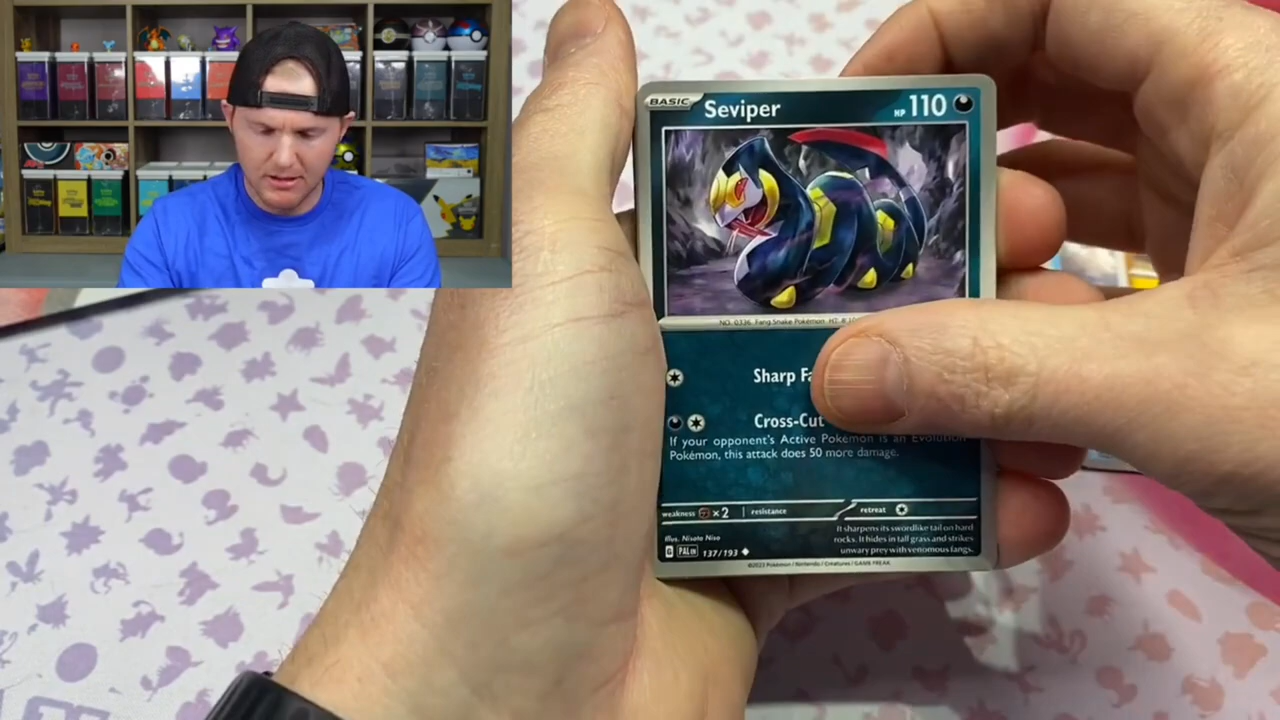 BASIC Seviper HP 110
NO. 0336 Fang Snake Pokémon HT
Sharp
Cross-Cut
If your opponent's Active Pokémon is an Evolution
Pokémon, this attack does 50 more damage.
weakness ×2 resistance retreat
It sharpens its swordlike tail on hard
rocks. It hides in tall grass and strikes
unwary prey with venomous fangs.
Illus. Nisota Niso
G PAL EN 137/193
©2023 Pokémon / Nintendo / Creatures / GAME FREAK